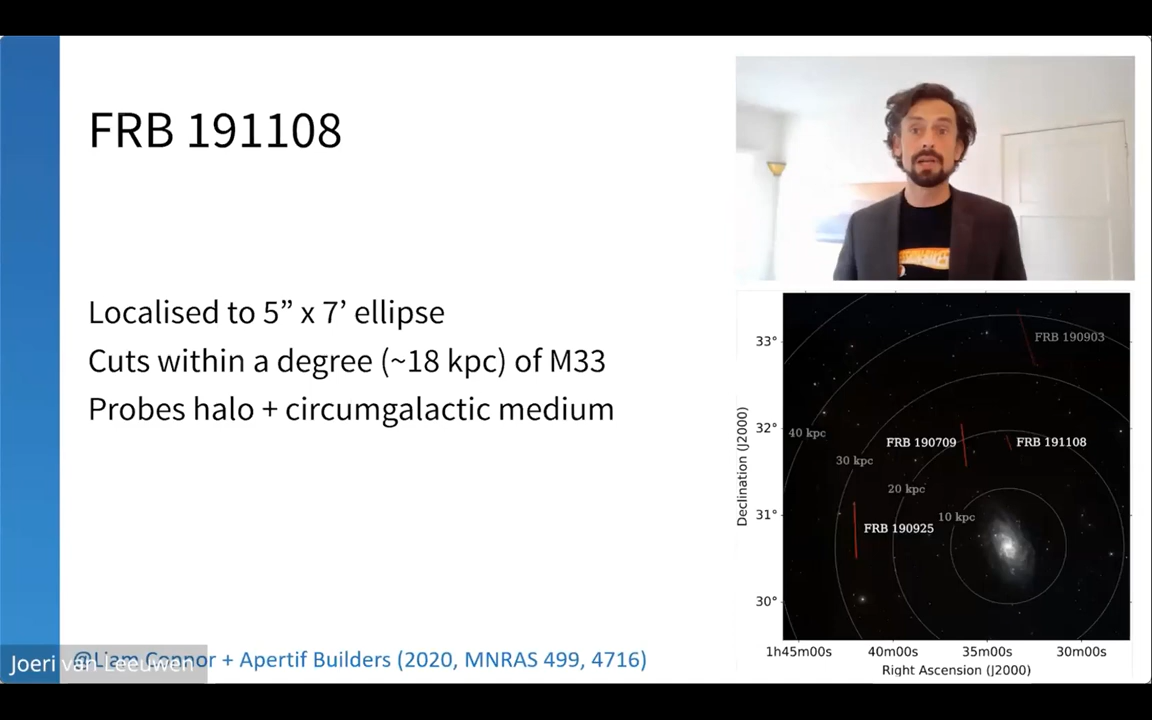 FRB 191108
Localised to 5” x 7’ ellipse
Cuts within a degree (~18 kpc) of M33
Probes halo + circumgalactic medium
@Liam Connor + Apertif Builders (2020, MNRAS 499, 4716)
Joeri van Leeuwen
33°
32°
31°
30°
Declination (J2000)
FRB 190903
40 kpc
FRB 190709
FRB 191108
30 kpc
20 kpc
10 kpc
FRB 190925
1h45m00s 40m00s 35m00s 30m00s
Right Ascension (J2000)